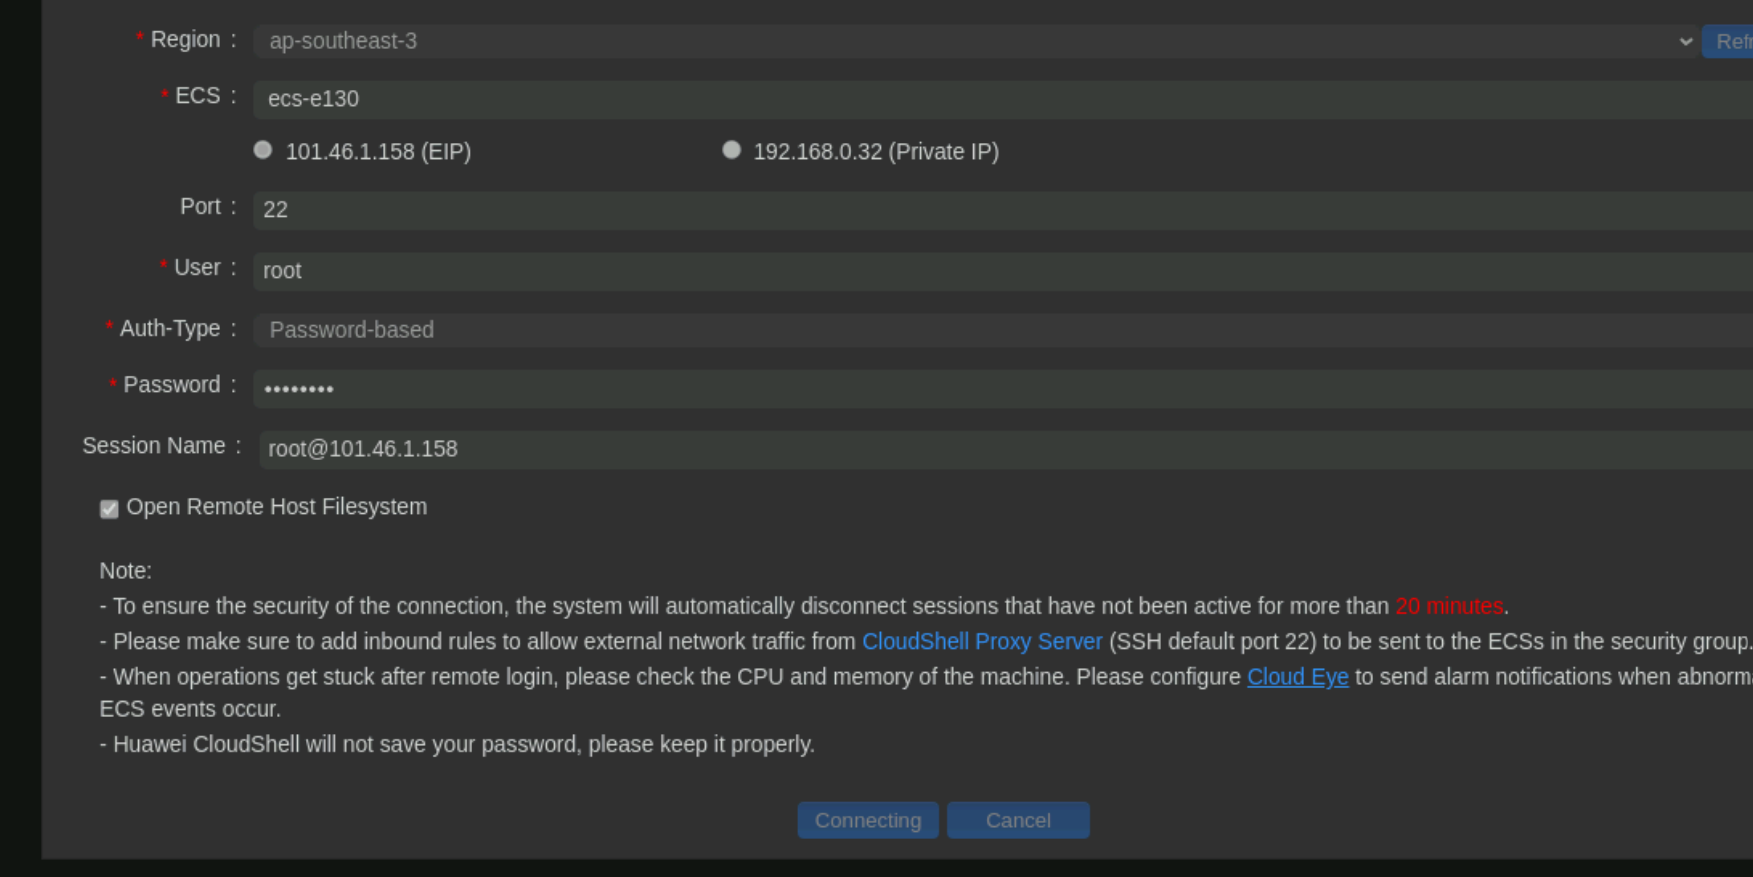 * Region : ap-southeast-3
* ECS : ecs-e130
101.46.1.158 (EIP) 192.168.0.32 (Private IP)
Port : 22
* User : root
* Auth-Type : Password-based
* Password : ••••••••
Session Name : root@101.46.1.158
Open Remote Host Filesystem
Note:
- To ensure the security of the connection, the system will automatically disconnect sessions that have not been active for more than 20 minutes.
- Please make sure to add inbound rules to allow external network traffic from CloudShell Proxy Server (SSH default port 22) to be sent to the ECSs in the security group.
- When operations get stuck after remote login, please check the CPU and memory of the machine. Please configure Cloud Eye to send alarm notifications when
ECS events occur.
- Huawei CloudShell will not save your password, please keep it properly.
Connecting Cancel